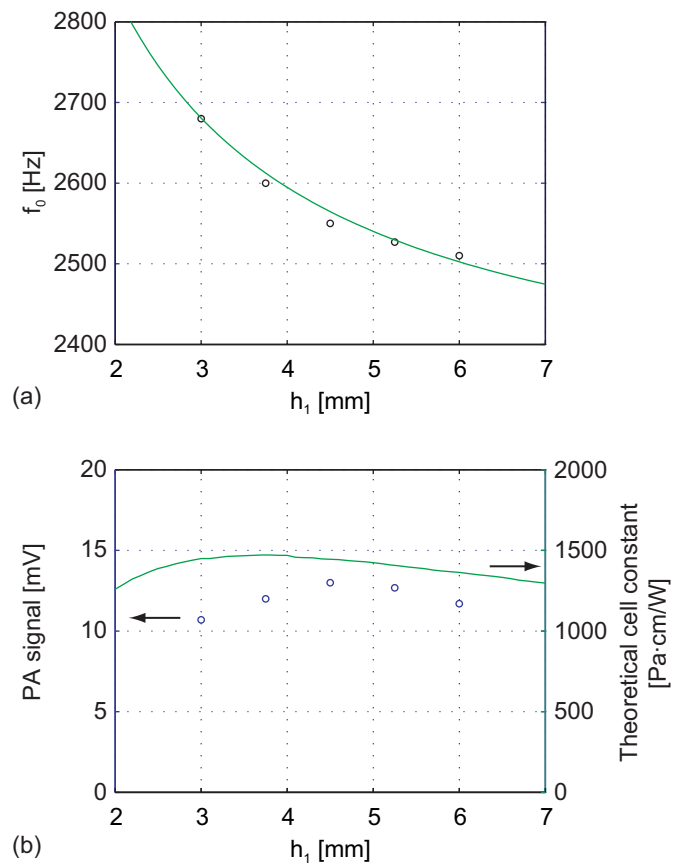 2800
2700
2600
2500
2400
f₀ [Hz]
2 3 4 5 6 7
h₁ [mm]
(a)
20
15
10
5
0
PA signal [mV]
2000
1500
1000
500
0
Theoretical cell constant
[Pa·cm/W]
2 3 4 5 6 7
h₁ [mm]
(b)